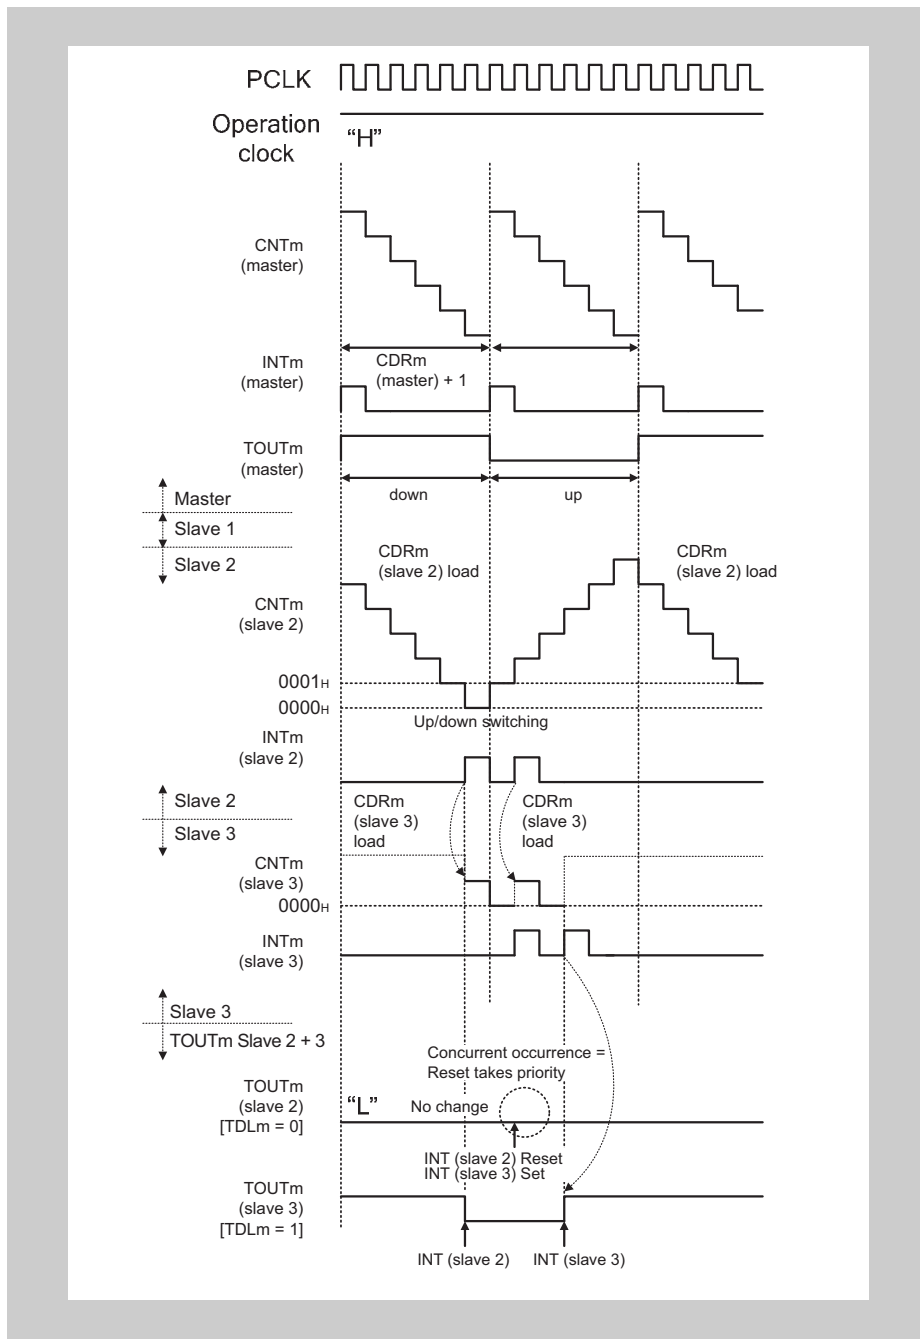 PCLK
Operation
clock
“H”
CNTm
(master)
INTm
(master)
CDRm
(master) + 1
TOUTm
(master)
down
up
Master
Slave 1
Slave 2
CDRm
(slave 2) load
CDRm
(slave 2) load
CNTm
(slave 2)
0001H
0000H
Up/down switching
INTm
(slave 2)
Slave 2
Slave 3
CDRm
(slave 3)
load
CDRm
(slave 3)
load
CNTm
(slave 3)
0000H
INTm
(slave 3)
Slave 3
TOUTm Slave 2 + 3
Concurrent occurrence =
Reset takes priority
TOUTm
(slave 2)
[TDLm = 0]
“L”
No change
INT (slave 2) Reset
INT (slave 3) Set
TOUTm
(slave 3)
[TDLm = 1]
INT (slave 2)
INT (slave 3)